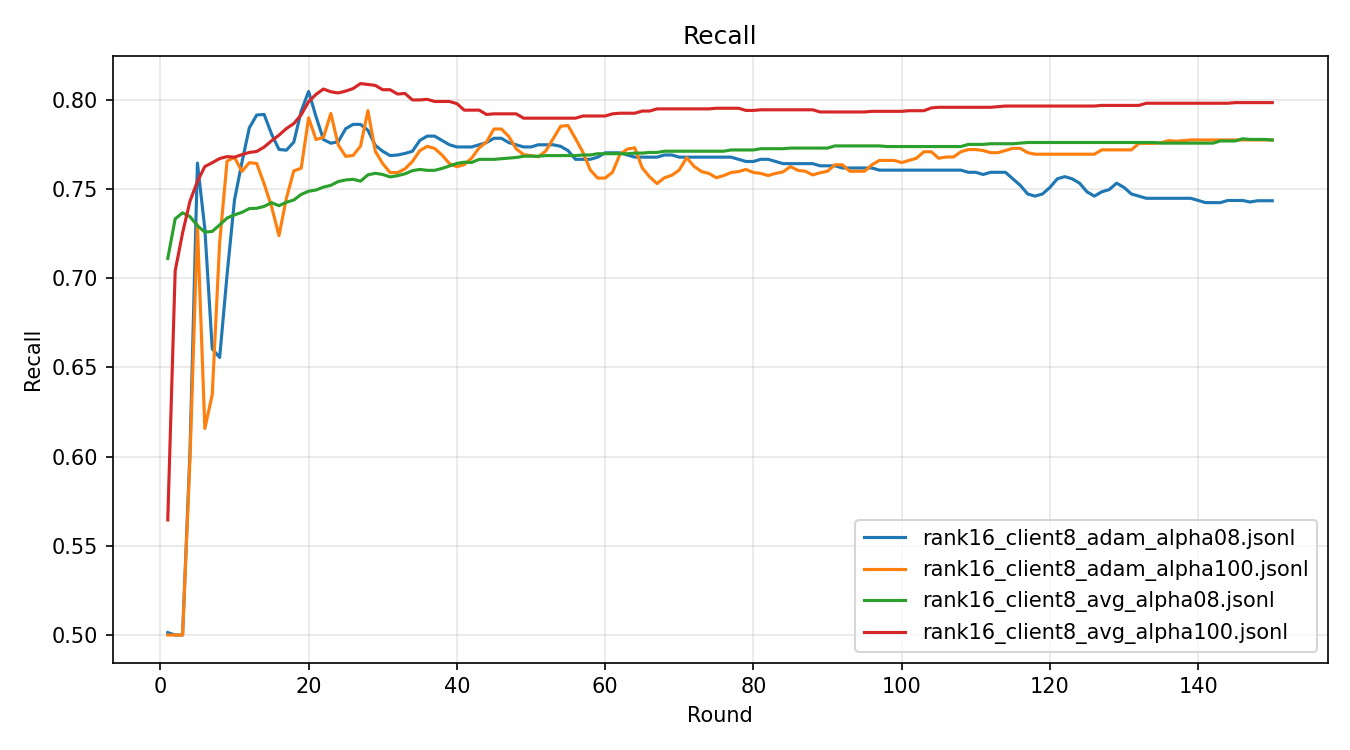 Recall
0.80
0.75
0.70
0.65
0.60
0.55
0.50
Recall
0 20 40 60 80 100 120 140
Round
rank16_client8_adam_alpha08.jsonl
rank16_client8_adam_alpha100.jsonl
rank16_client8_avg_alpha08.jsonl
rank16_client8_avg_alpha100.jsonl